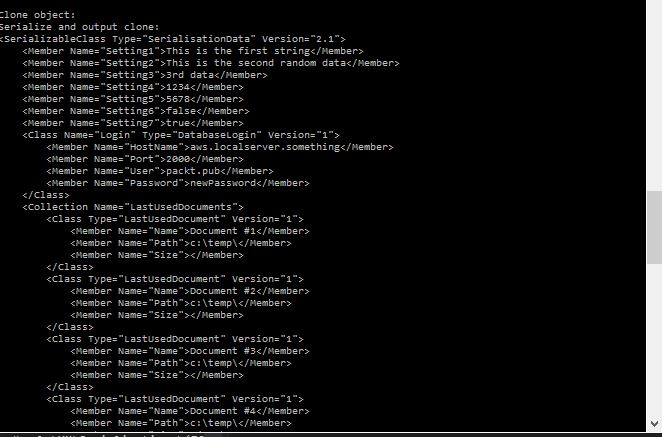 Clone object:
Serialize and output clone:
<SerializableClass Type="SerialisationData" Version="2.1">
<Member Name="Setting1">This is the first string</Member>
<Member Name="Setting2">This is the second random data</Member>
<Member Name="Setting3">3rd data</Member>
<Member Name="Setting4">1234</Member>
<Member Name="Setting5">5678</Member>
<Member Name="Setting6">false</Member>
<Member Name="Setting7">true</Member>
<Class Name="Login" Type="DatabaseLogin" Version="1">
<Member Name="HostName">aws.localserver.something</Member>
<Member Name="Port">2000</Member>
<Member Name="User">packt.pub</Member>
<Member Name="Password">newPassword</Member>
</Class>
<Collection Name="LastUsedDocuments">
<Class Type="LastUsedDocument" Version="1">
<Member Name="Name">Document #1</Member>
<Member Name="Path">c:\temp\</Member>
<Member Name="Size"></Member>
</Class>
<Class Type="LastUsedDocument" Version="1">
<Member Name="Name">Document #2</Member>
<Member Name="Path">c:\temp\</Member>
<Member Name="Size"></Member>
</Class>
<Class Type="LastUsedDocument" Version="1">
<Member Name="Name">Document #3</Member>
<Member Name="Path">c:\temp\</Member>
<Member Name="Size"></Member>
</Class>
<Class Type="LastUsedDocument" Version="1">
<Member Name="Name">Document #4</Member>
<Member Name="Path">c:\temp\</Member>